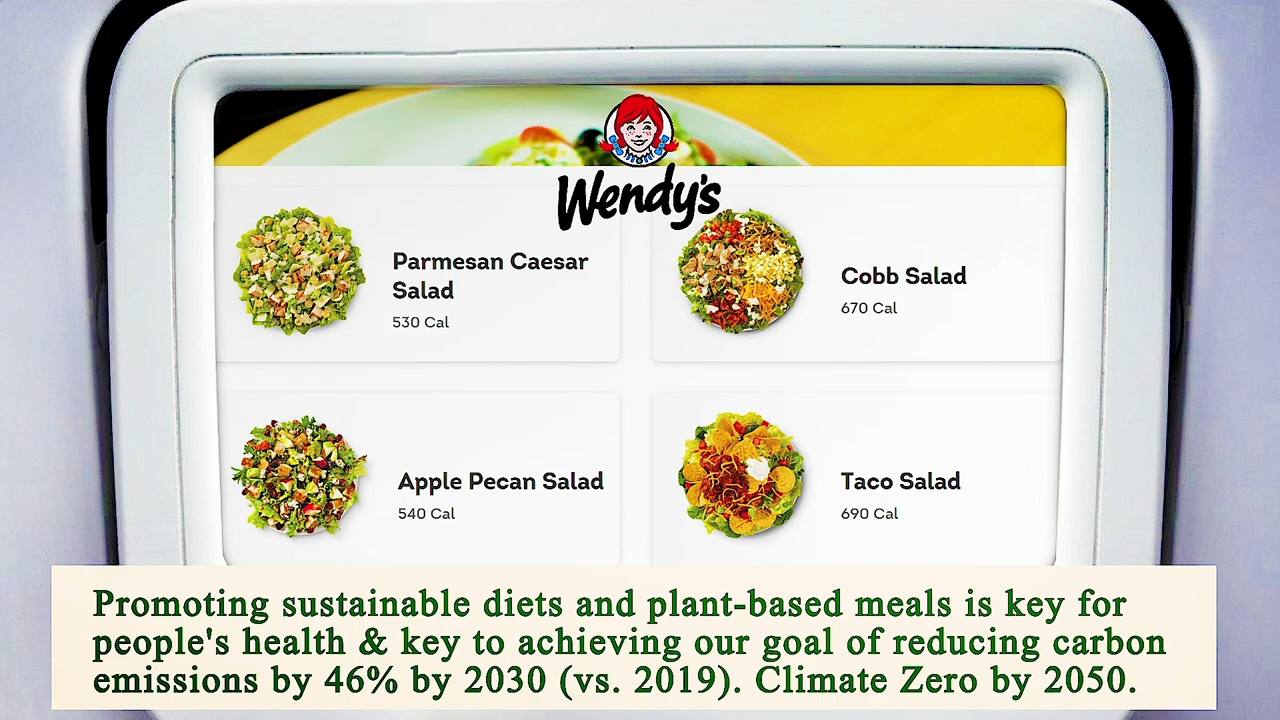 Wendy's
Parmesan Caesar
Salad
530 Cal
Cobb Salad
670 Cal
Apple Pecan Salad
540 Cal
Taco Salad
690 Cal
Promoting sustainable diets and plant-based meals is key for
people's health & key to achieving our goal of reducing carbon
emissions by 46% by 2030 (vs. 2019). Climate Zero by 2050.